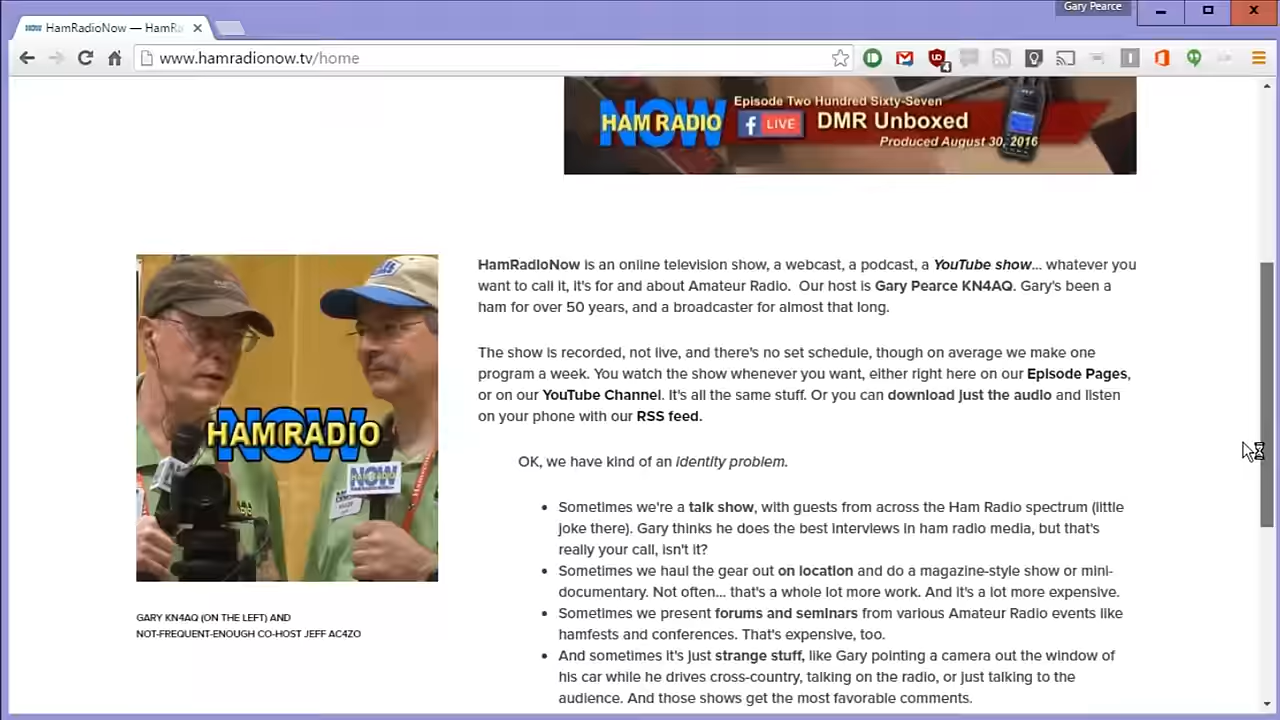 Gary Pearce
NOW HamRadioNow — HamRa
www.hamradionow.tv/home
4
Episode Two Hundred Sixty-Seven
NOW
HAM RADIO
f LIVE
DMR Unboxed
Produced August 30, 2016
HamRadioNow is an online television show, a webcast, a podcast, a YouTube show... whatever you
want to call it, it's for and about Amateur Radio. Our host is Gary Pearce KN4AQ. Gary's been a
ham for over 50 years, and a broadcaster for almost that long.
The show is recorded, not live, and there's no set schedule, though on average we make one
program a week. You watch the show whenever you want, either right here on our Episode Pages,
or on our YouTube Channel. It's all the same stuff. Or you can download just the audio and listen
on your phone with our RSS feed.
OK, we have kind of an identity problem.
• Sometimes we're a talk show, with guests from across the Ham Radio spectrum (little
joke there). Gary thinks he does the best interviews in ham radio media, but that's
really your call, isn't it?
• Sometimes we haul the gear out on location and do a magazine-style show or mini-
documentary. Not often... that's a whole lot more work. And it's a lot more expensive.
• Sometimes we present forums and seminars from various Amateur Radio events like
hamfests and conferences. That's expensive, too.
• And sometimes it's just strange stuff, like Gary pointing a camera out the window of
his car while he drives cross-country, talking on the radio, or just talking to the
audience. And those shows get the most favorable comments.
NOW
HAM RADIO
NOW
HAM RADIO
GARY KN4AQ (ON THE LEFT) AND
NOT-FREQUENT-ENOUGH CO-HOST JEFF AC4ZO